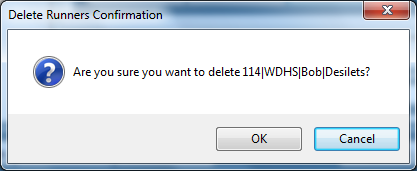 Delete Runners Confirmation
Are you sure you want to delete 114|WDHS|Bob|Desilets?
OK
Cancel